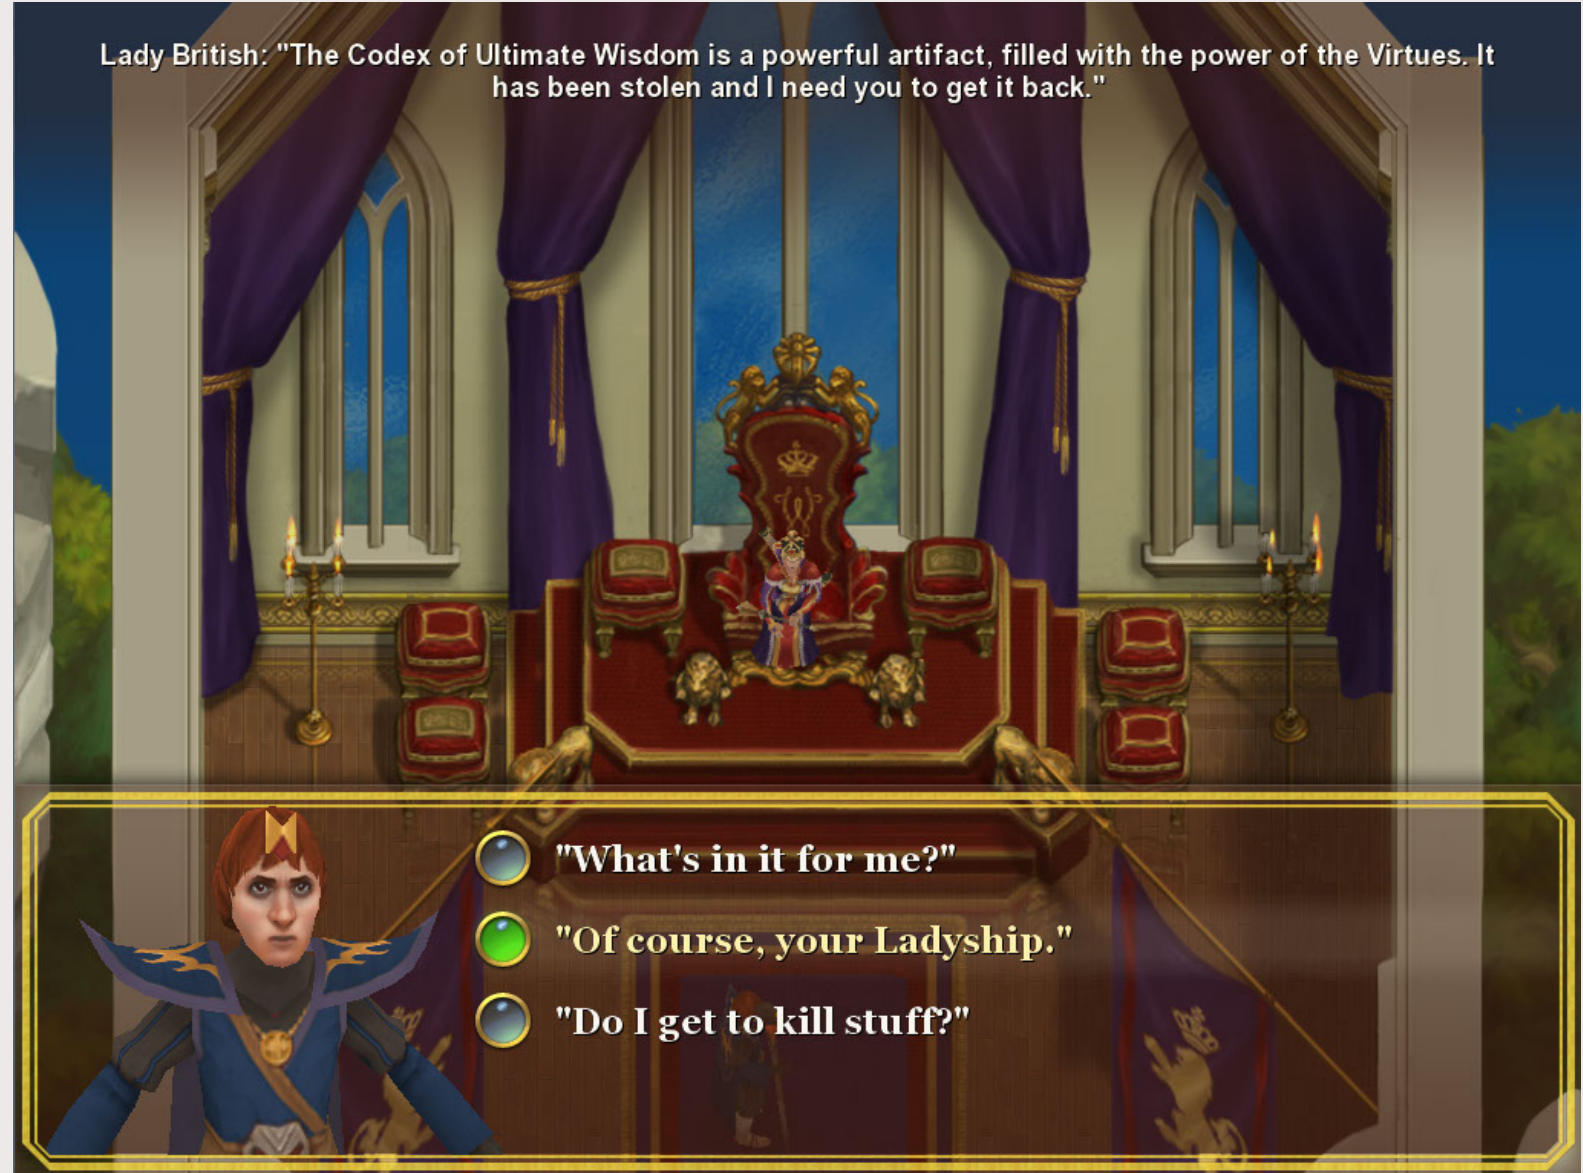 Lady British: "The Codex of Ultimate Wisdom is a powerful artifact, filled with the power of the Virtues. It
has been stolen and I need you to get it back."
"What's in it for me?"
"Of course, your Ladyship."
"Do I get to kill stuff?"